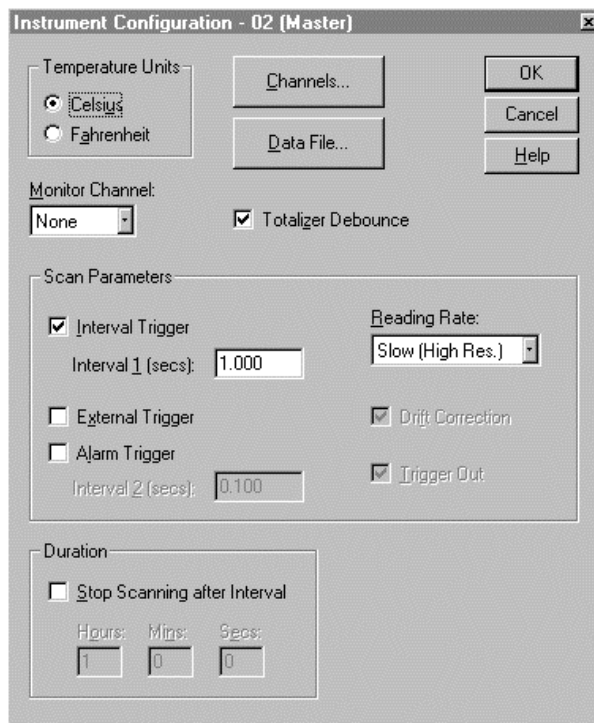 Instrument Configuration - 02 (Master)
Temperature Units
Celsius
Fahrenheit
Channels...
Data File...
OK
Cancel
Help
Monitor Channel:
None
Totalizer Debounce
Scan Parameters
Interval Trigger
Interval 1 (secs): 1.000
External Trigger
Alarm Trigger
Interval 2 (secs): 0.100
Reading Rate:
Slow (High Res.)
Drift Correction
Trigger Out
Duration
Stop Scanning after Interval
Hours: Mins: Secs:
1 0 0